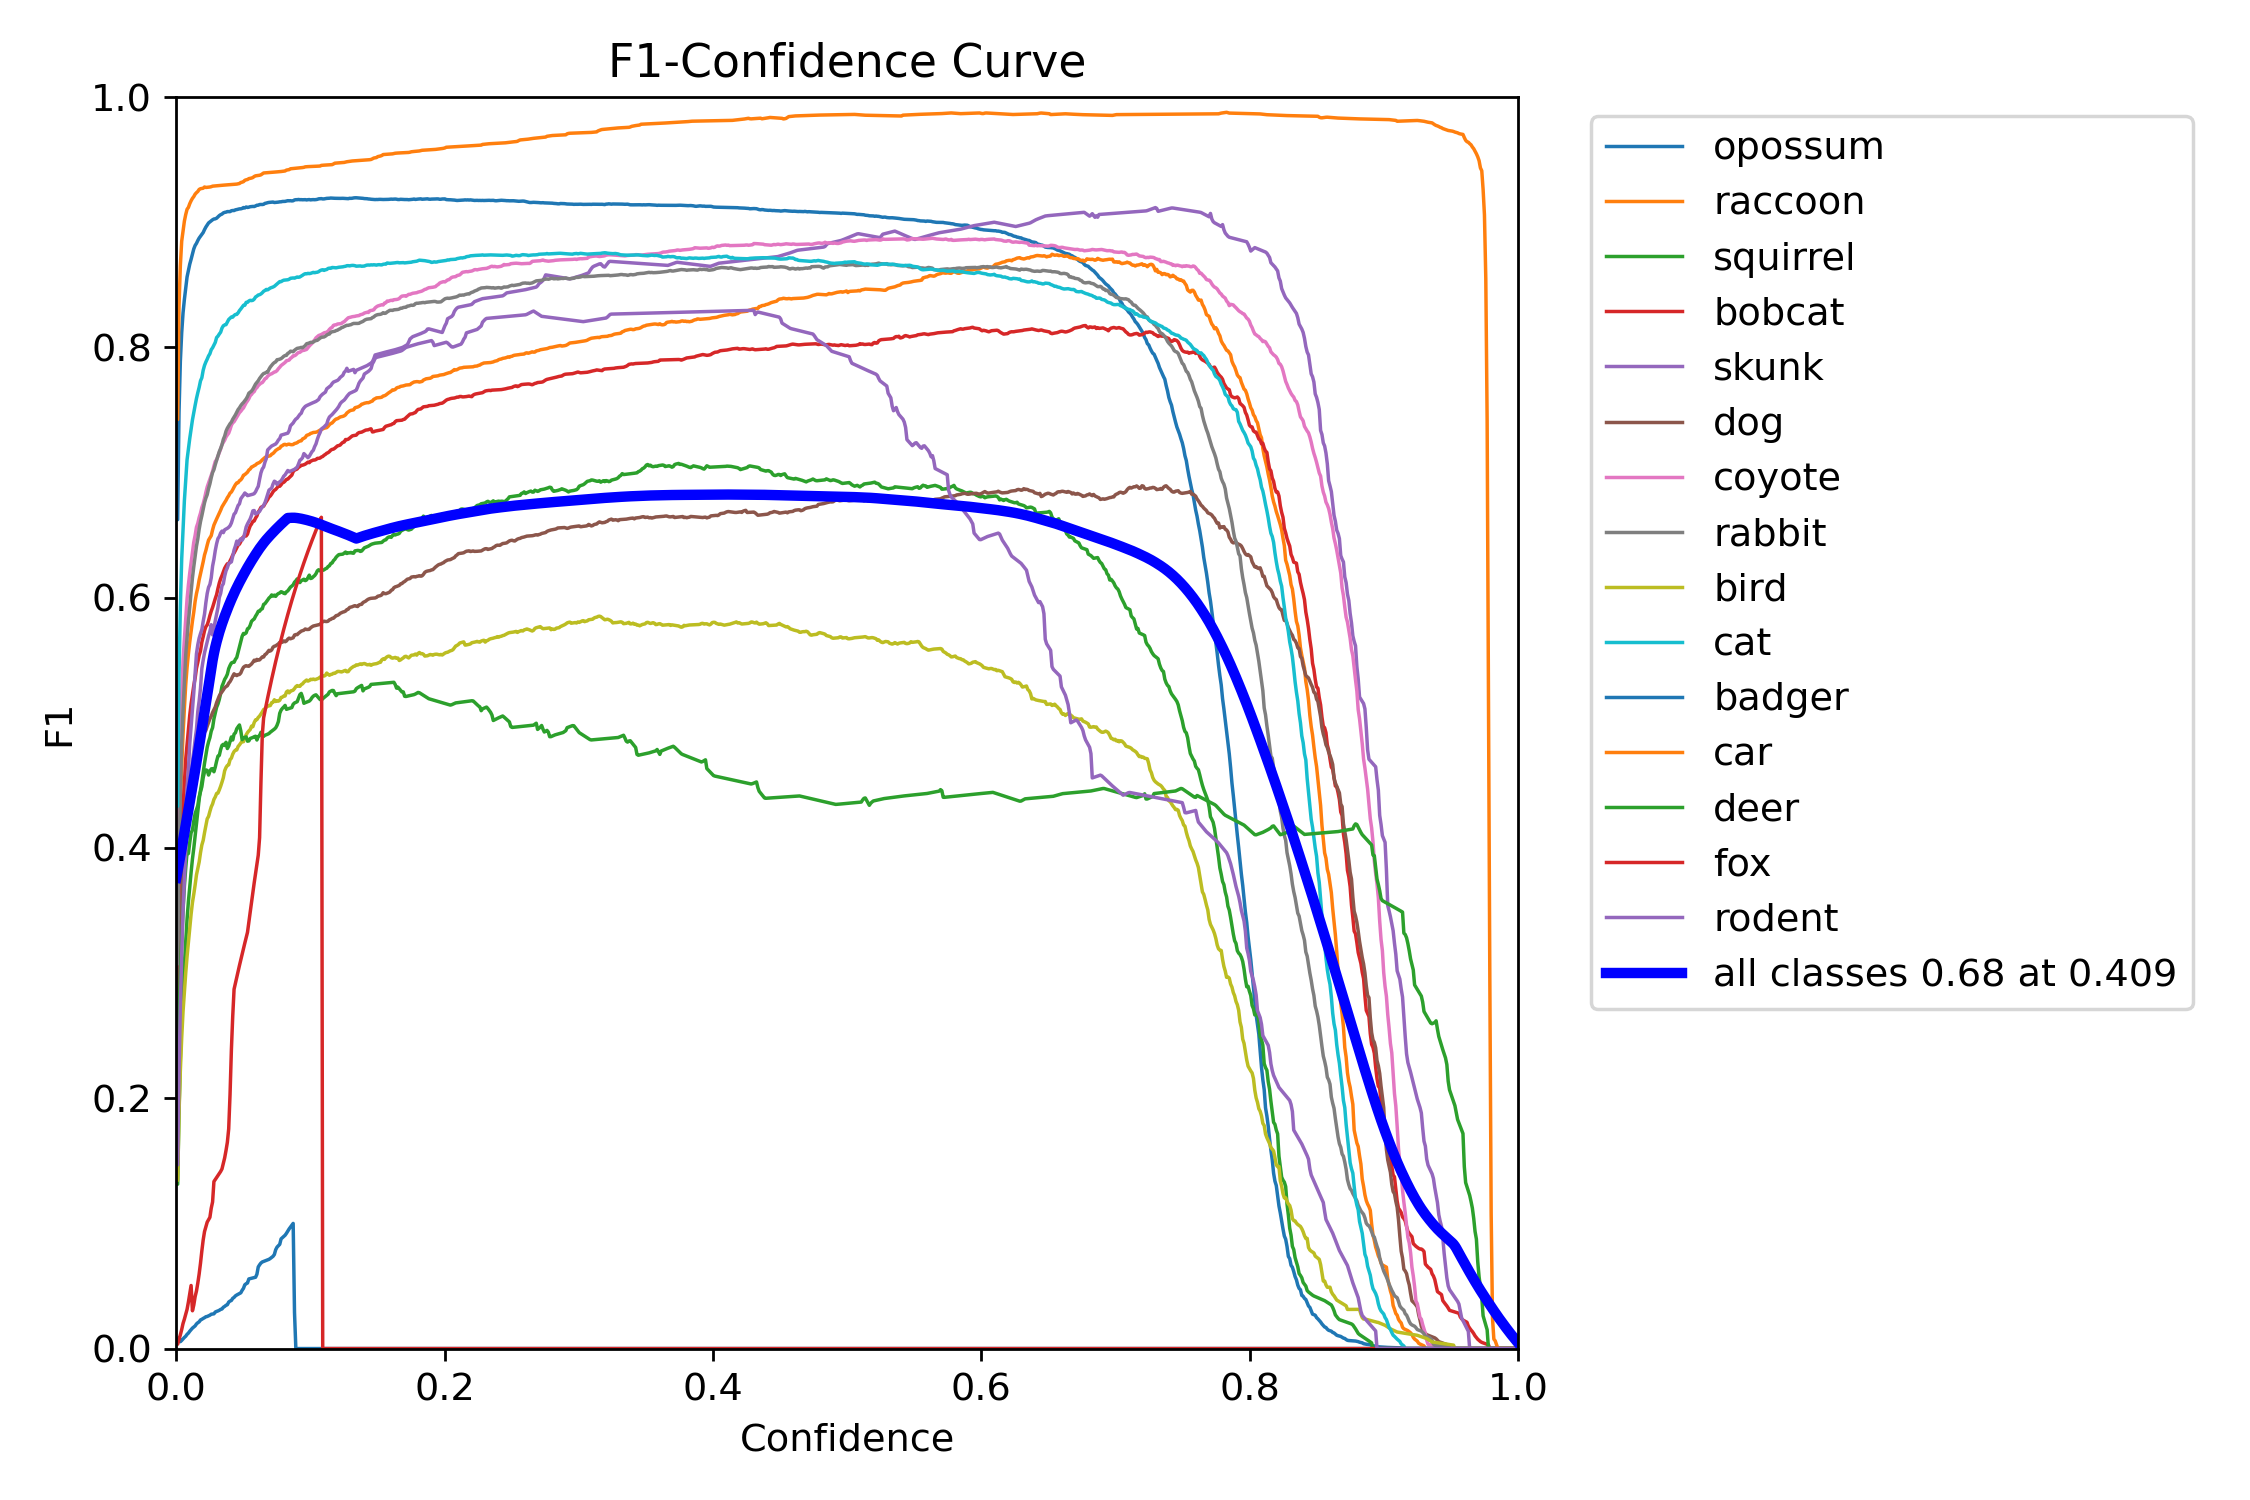 F1-Confidence Curve
1.0
0.8
0.6
0.4
0.2
0.0
F1
0.0 0.2 0.4 0.6 0.8 1.0
Confidence
opossum
raccoon
squirrel
bobcat
skunk
dog
coyote
rabbit
bird
cat
badger
car
deer
fox
rodent
all classes 0.68 at 0.409